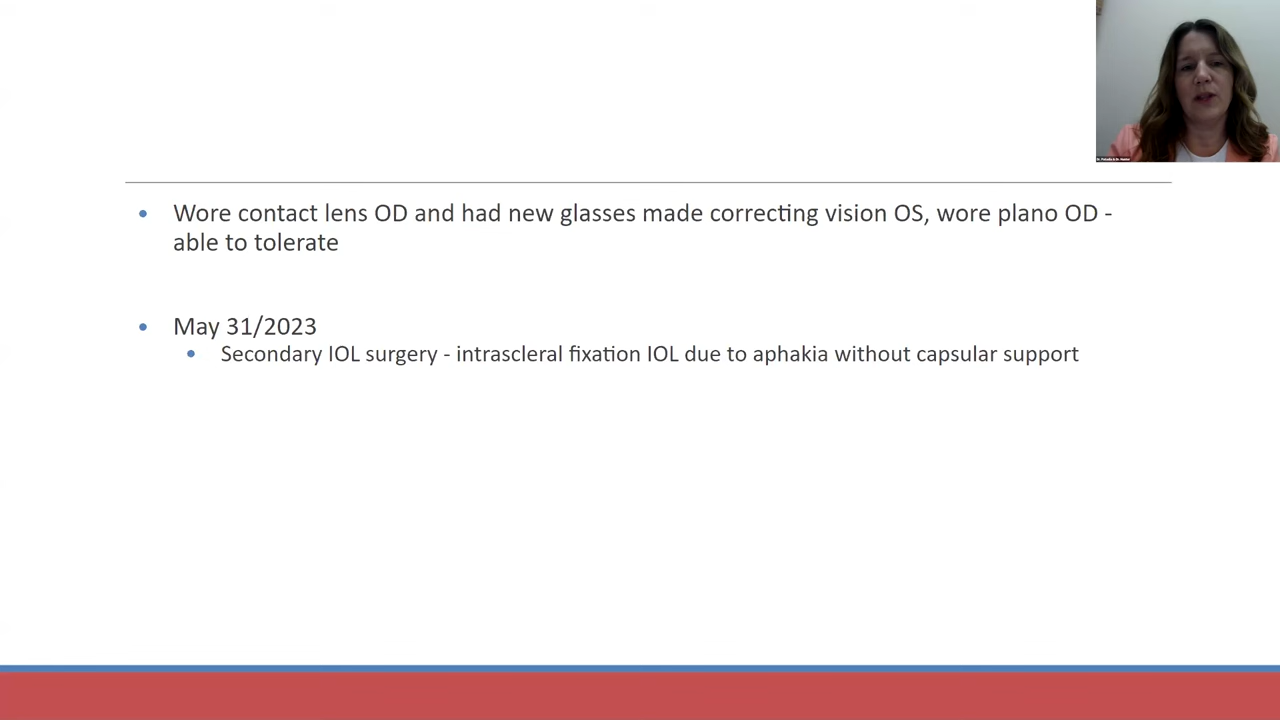 • Wore contact lens OD and had new glasses made correcting vision OS, wore plano OD -
able to tolerate
• May 31/2023
• Secondary IOL surgery - intrascleral fixation IOL due to aphakia without capsular support